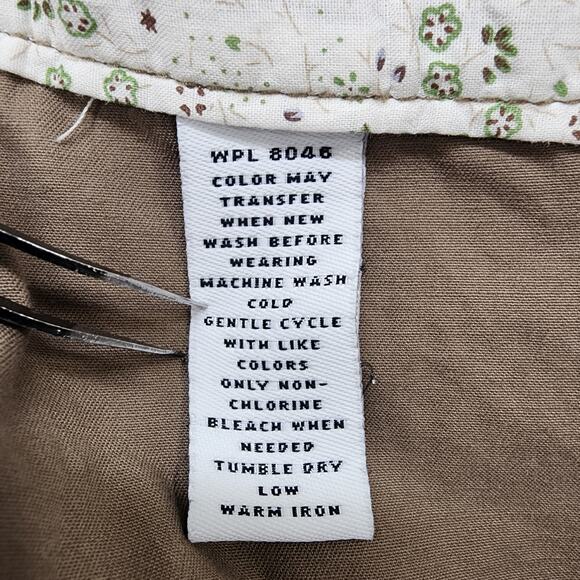 WPL 8046
COLOR MAY
TRANSFER
WHEN NEW
WASH BEFORE
WEARING
MACHINE WASH
COLD
GENTLE CYCLE
WITH LIKE
COLORS
ONLY NON-
CHLORINE
BLEACH WHEN
NEEDED
TUMBLE DRY
LOW
WARM IRON